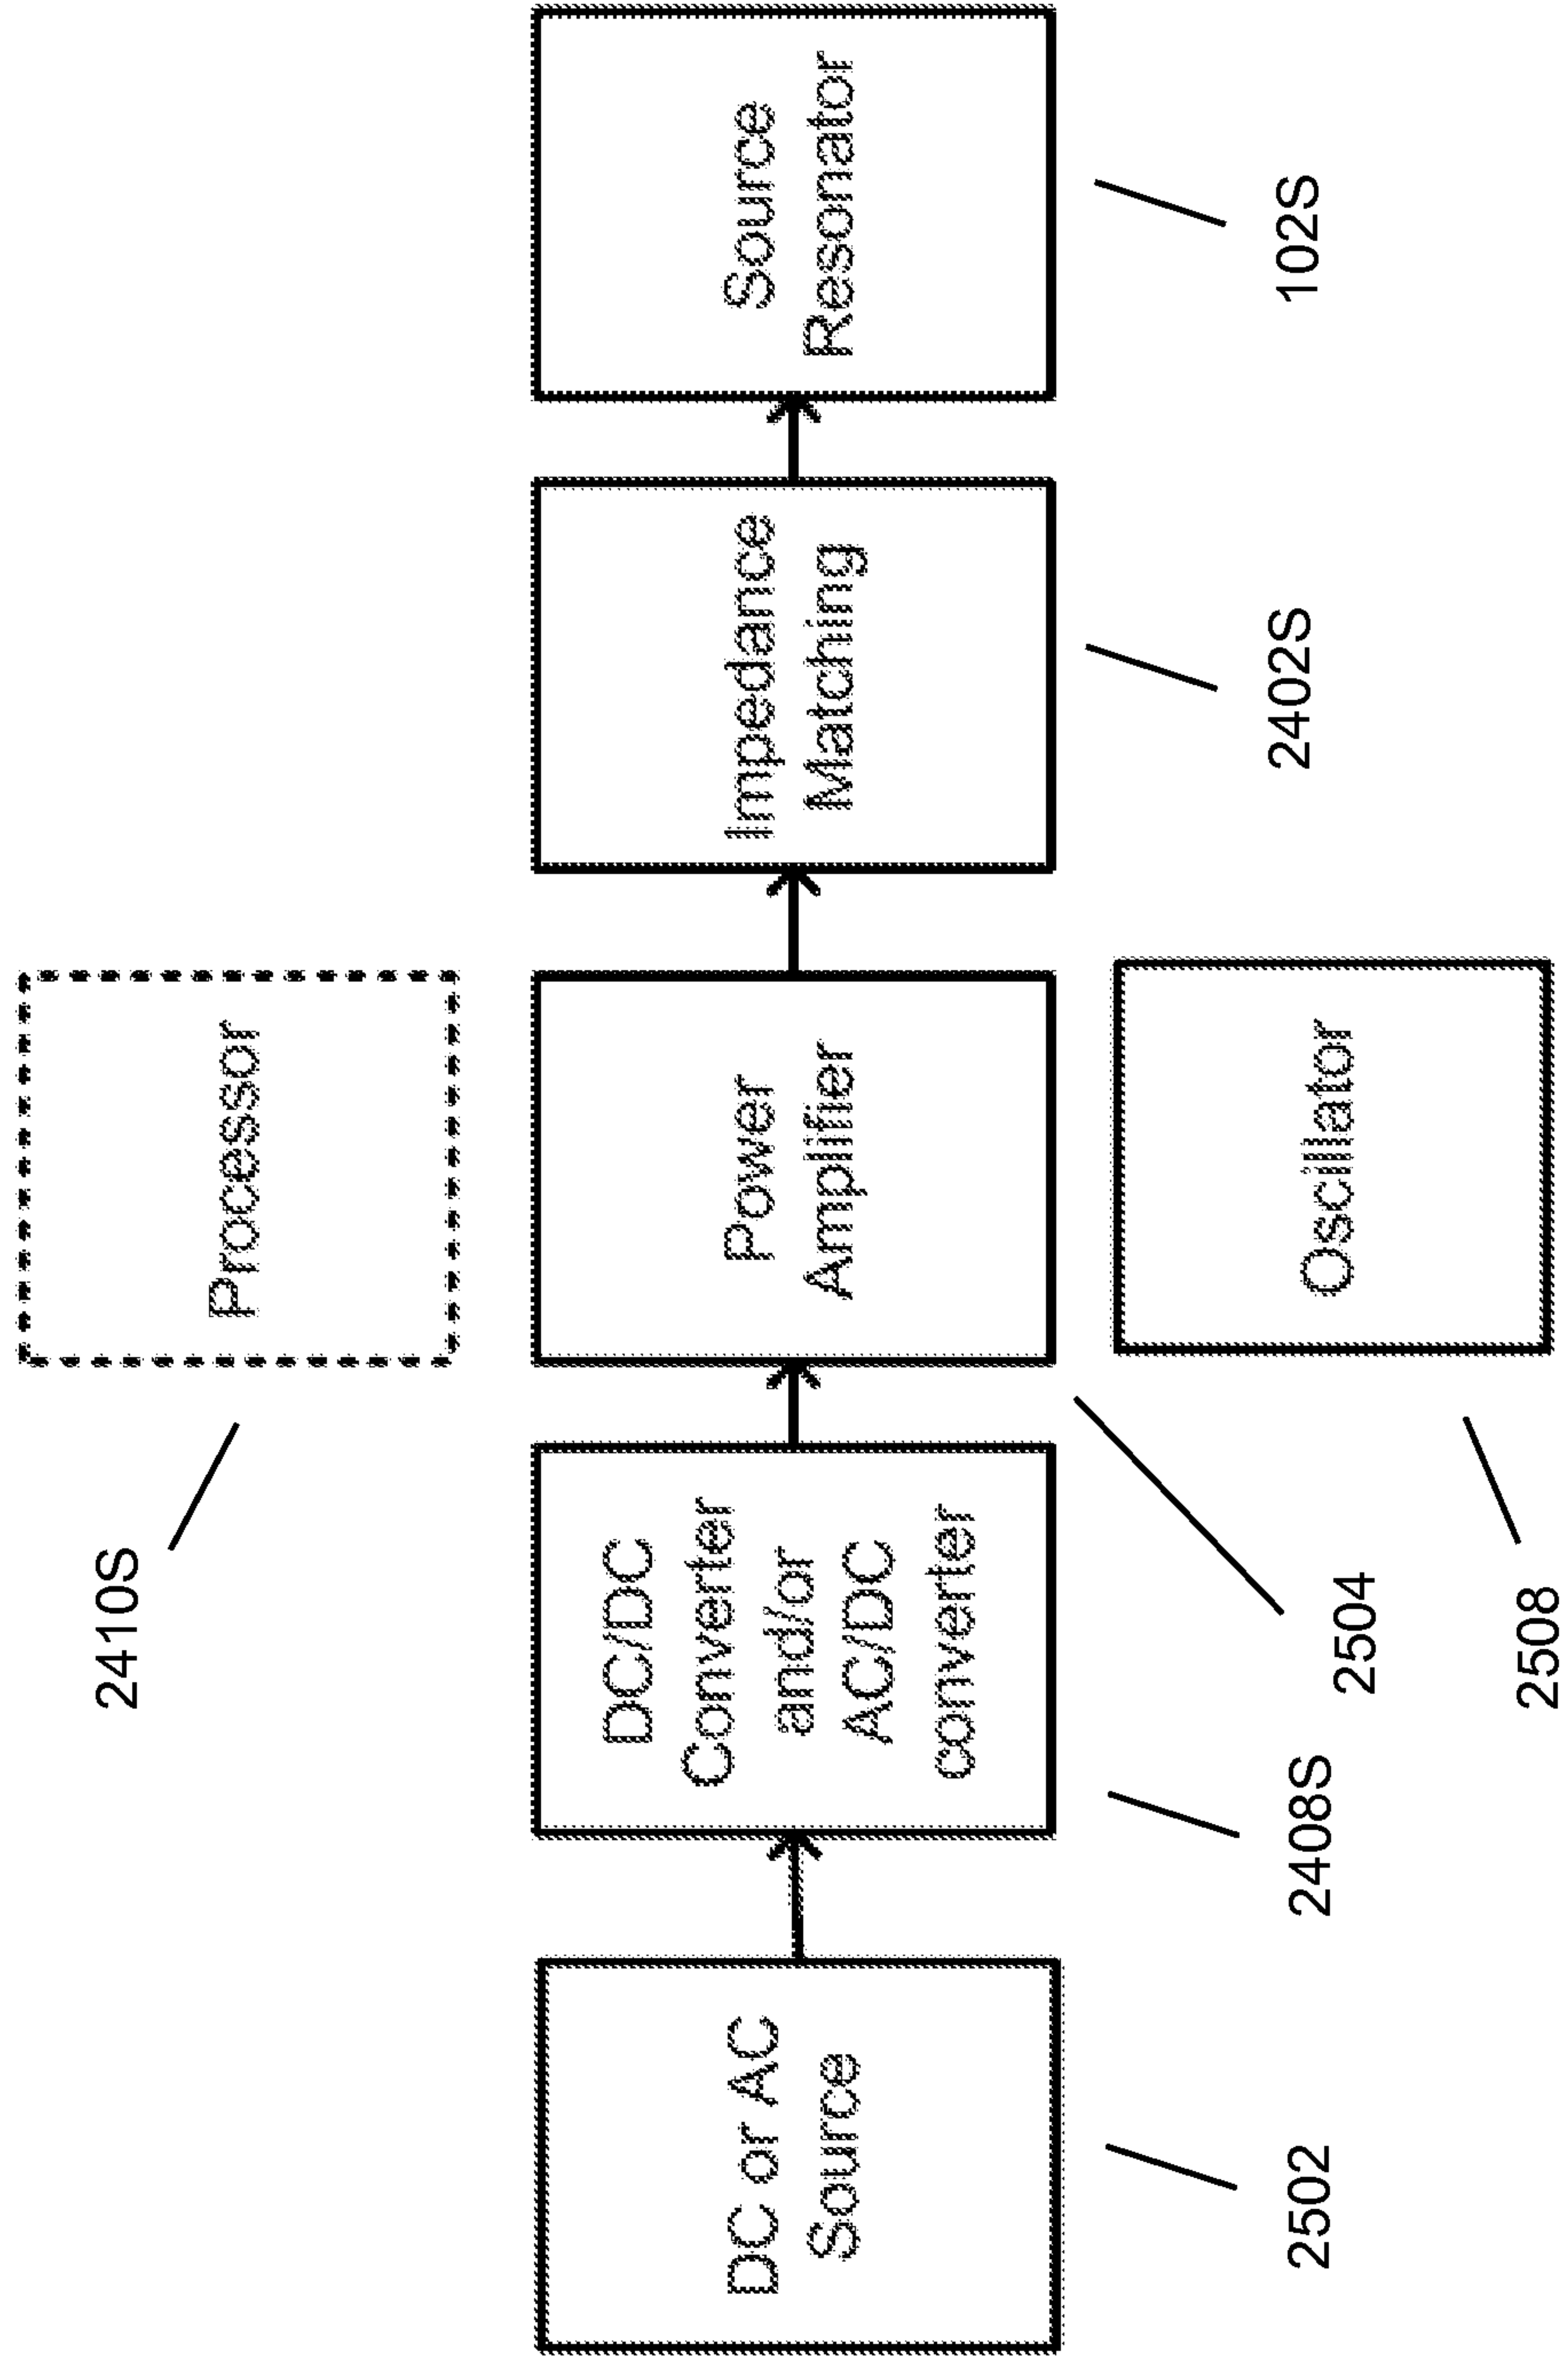 2410S
Processor
DC or AC
Source
DC/DC
Converter
and/or
AC/DC
converter
Power
Amplifier
Impedance
Matching
Source
Resonator
2502
2408S
2504
2402S
102S
Oscillator
2508